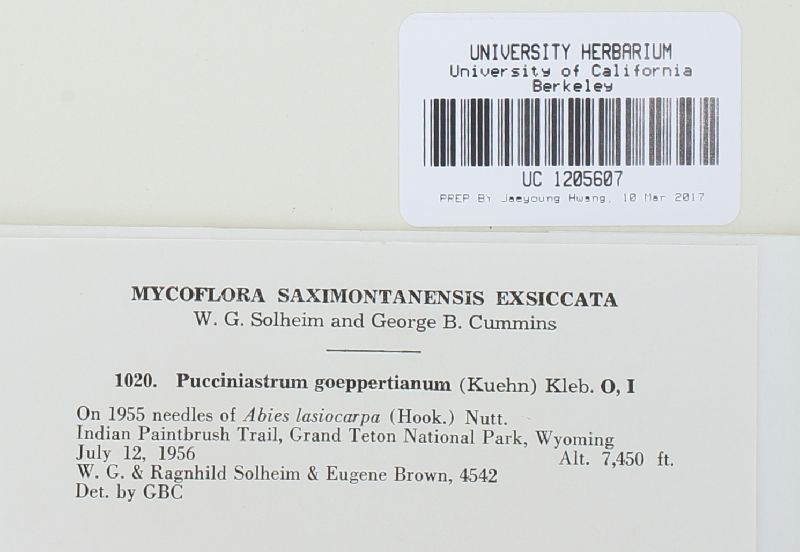 UNIVERSITY HERBARIUM
University of California
Berkeley
UC 1205607
PREP BY Jaeyoung Hwang, 10 Mar 2017
MYCOFLORA SAXIMONTANENSIS EXSICCATA
W. G. Solheim and George B. Cummins
1020. Pucciniastrum goeppertianum (Kuehn) Kleb. O, I
On 1955 needles of Abies lasiocarpa (Hook.) Nutt.
Indian Paintbrush Trail, Grand Teton National Park, Wyoming
July 12, 1956 Alt. 7,450 ft.
W. G. & Ragnhild Solheim & Eugene Brown, 4542
Det. by GBC